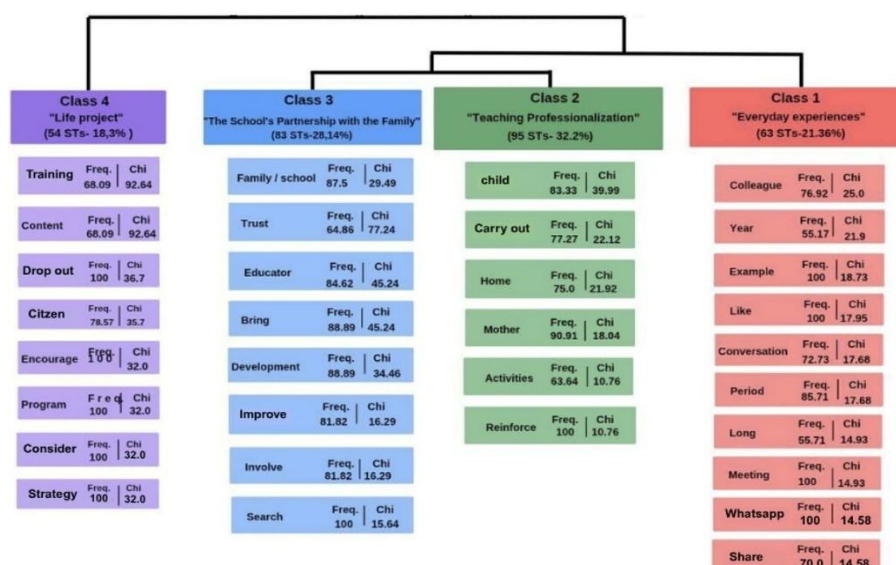 Class 4
"Life project"
(54 STs- 18,3% )
Training Freq. Chi
68.09 92.64
Content Freq. Chi
68.09 92.64
Drop out Freq. Chi
100 36.7
Citzen Freq. Chi
78.57 35.7
Encourage Freq. Chi
100 32.0
Program Freq. Chi
100 32.0
Consider Freq. Chi
100 32.0
Strategy Freq. Chi
100 32.0
Class 3
"The School's Partnership with the Family"
(83 STs-28,14%)
Family / school Freq. Chi
87.5 29.49
Trust Freq. Chi
64.86 77.24
Educator Freq. Chi
84.62 45.24
Bring Freq. Chi
88.89 45.24
Development Freq. Chi
88.89 34.46
Improve Freq. Chi
81.82 16.29
Involve Freq. Chi
81.82 16.29
Search Freq. Chi
100 15.64
Class 2
"Teaching Professionalization"
(95 STs- 32.2%)
child Freq. Chi
83.33 39.99
Carry out Freq. Chi
77.27 22.12
Home Freq. Chi
75.0 21.92
Mother Freq. Chi
90.91 18.04
Activities Freq. Chi
63.64 10.76
Reinforce Freq. Chi
100 10.76
Class 1
"Everyday experiences"
(63 STs-21.36%)
Colleague Freq. Chi
76.92 25.0
Year Freq. Chi
55.17 21.9
Example Freq. Chi
100 18.73
Like Freq. Chi
100 17.95
Conversation Freq. Chi
72.73 17.68
Period Freq. Chi
85.71 17.68
Long Freq. Chi
55.71 14.93
Meeting Freq. Chi
100 14.93
Whatsapp Freq. Chi
100 14.58
Share Freq. Chi
70.0 14.58